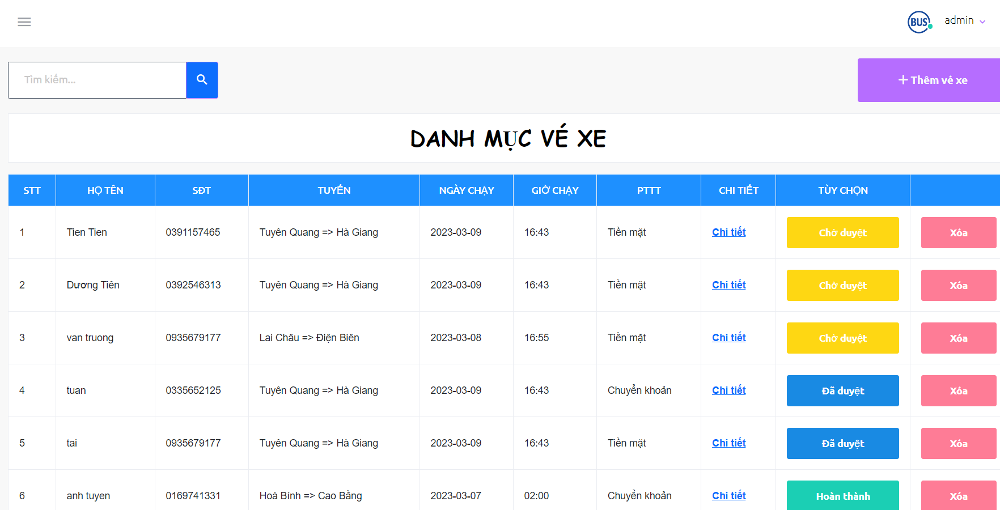 BUS admin
Tìm kiếm...
+ Thêm vé xe
DANH MỤC VÉ XE
STT HỌ TÊN SĐT TUYẾN NGÀY CHẠY GIỜ CHẠY PTTT CHI TIẾT TÙY CHỌN
1 Tien Tien 0391157465 Tuyên Quang => Hà Giang 2023-03-09 16:43 Tiền mặt Chi tiết Chờ duyệt Xóa
2 Dương Tiên 0392546313 Tuyên Quang => Hà Giang 2023-03-09 16:43 Tiền mặt Chi tiết Chờ duyệt Xóa
3 van truong 0935679177 Lai Châu => Điện Biên 2023-03-08 16:55 Tiền mặt Chi tiết Chờ duyệt Xóa
4 tuan 0335652125 Tuyên Quang => Hà Giang 2023-03-09 16:43 Chuyển khoản Chi tiết Đã duyệt Xóa
5 tai 0935679177 Tuyên Quang => Hà Giang 2023-03-09 16:43 Tiền mặt Chi tiết Đã duyệt Xóa
6 anh tuyen 0169741331 Hoà Bình => Cao Bằng 2023-03-07 02:00 Chuyển khoản Chi tiết Hoàn thành Xóa